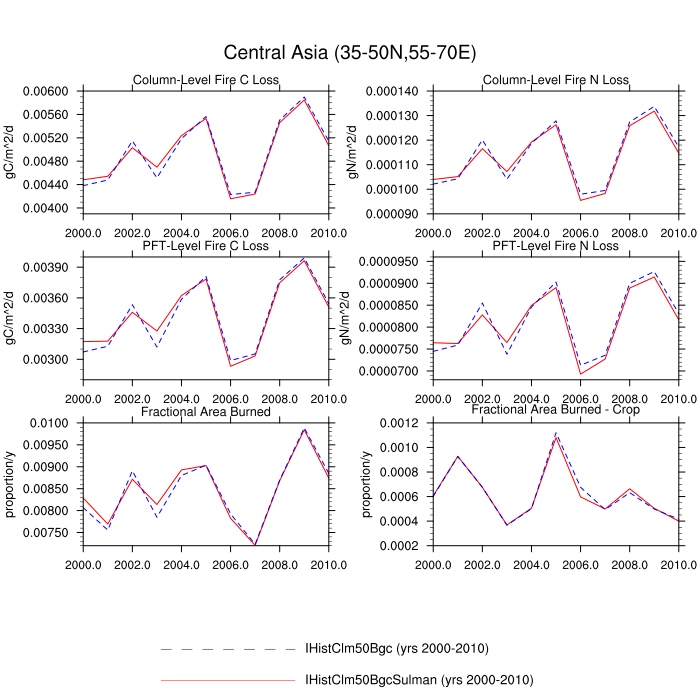 Central Asia (35-50N,55-70E)
Column-Level Fire C Loss
gC/m^2/d
0.00600
0.00560
0.00520
0.00480
0.00440
0.00400
2000.0 2002.0 2004.0 2006.0 2008.0 2010.0
Column-Level Fire N Loss
gN/m^2/d
0.000140
0.000130
0.000120
0.000110
0.000100
0.000090
2000.0 2002.0 2004.0 2006.0 2008.0 2010.0
PFT-Level Fire C Loss
gC/m^2/d
0.00390
0.00360
0.00330
0.00300
2000.0 2002.0 2004.0 2006.0 2008.0 2010.0
PFT-Level Fire N Loss
gN/m^2/d
0.0000950
0.0000900
0.0000850
0.0000800
0.0000750
0.0000700
2000.0 2002.0 2004.0 2006.0 2008.0 2010.0
Fractional Area Burned
proportion/y
0.0100
0.00950
0.00900
0.00850
0.00800
0.00750
2000.0 2002.0 2004.0 2006.0 2008.0 2010.0
Fractional Area Burned - Crop
proportion/y
0.0012
0.0010
0.0008
0.0006
0.0004
0.0002
2000.0 2002.0 2004.0 2006.0 2008.0 2010.0
IHistClm50Bgc (yrs 2000-2010)
IHistClm50BgcSulman (yrs 2000-2010)